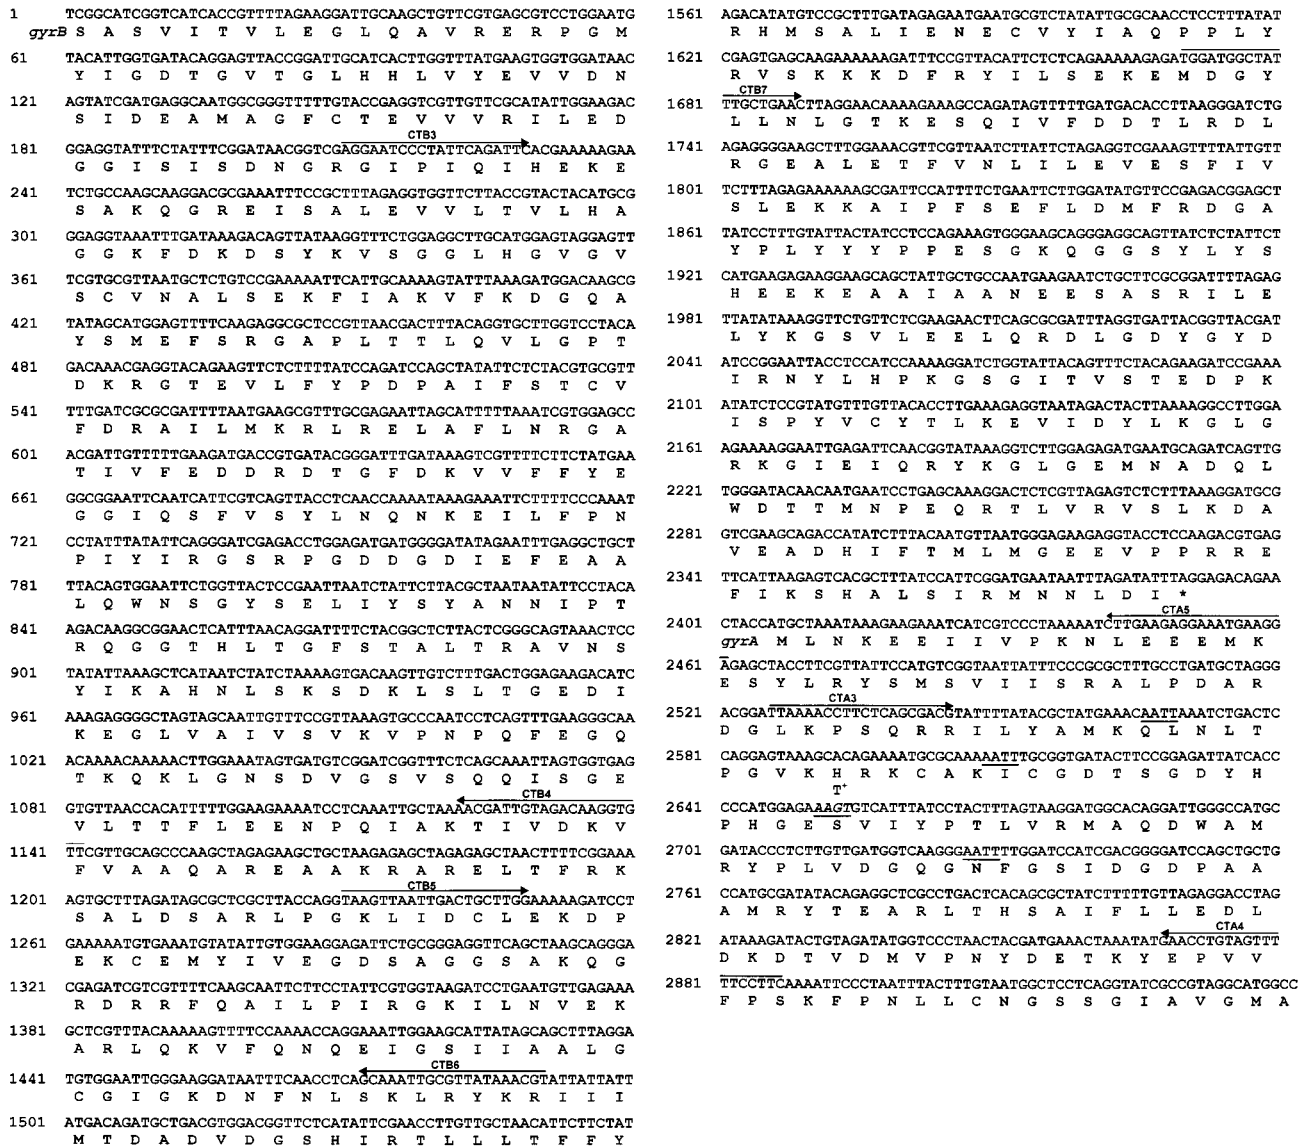 1 TCGGCATCGGTCATCACCGTTTTAGAAGGATTGCAAGCTGTTCGTGAGCGTCCTGGAATG
gyrB S A S V I T V L E G L Q A V R E R P G M
61 TACATTGGTGATACAGGAGTTACCGGATTGCATCACTTGGTTTATGAAGTGGTGGATAAC
Y I G D T G V T G L H H L V Y E V V D N
121 AGTATCGATGAGGCAATGGCGGGTTTTTGTACCGAGGTCGTTGTTCGCATATTGGAAGAC
S I D E A M A G F C T E V V V R I L E D
CTB3
181 GGAGGTATTTCTATTTCGGATAACGGTCGAGGAATCCCTATTCAGATTCACGAAAAAGAA
G G I S I S D N G R G I P I Q I H E K E
241 TCTGCCAAGCAAGGACGCGAAATTTCCGCTTTAGAGGTGGTTCTTACCGTACTACATGCG
S A K Q G R E I S A L E V V L T V L H A
301 GGAGGTAAATTTGATAAAGACAGTTATAAGGTTTCTGGAGGCTTGCATGGAGTAGGAGTT
G G K F D K D S Y K V S G G L H G V G V
361 TCGTGCGTTAATGCTCTGTCCGAAAAATTCATTGCAAAAGTATTTAAAGATGGACAAGCG
S C V N A L S E K F I A K V F K D G Q A
421 TATAGCATGGAGTTTTCAAGAGGCGCTCCGTTAACGACTTTACAGGTGCTTGGTCCTACA
Y S M E F S R G A P L T T L Q V L G P T
481 GACAAACGAGGTACAGAAGTTCTCTTTTATCCAGATCCAGCTATATTCTCTACGTGCGTT
D K R G T E V L F Y P D P A I F S T C V
541 TTTGATCGCGCGATTTTAATGAAGCGTTTGCGAGAATTAGCATTTTTAAATCGTGGAGCC
F D R A I L M K R L R E L A F L N R G A
601 ACGATTGTTTTTGAAGATGACCGTGATACGGGATTTGATAAAGTCGTTTTCTTCTATGAA
T I V F E D D R D T G F D K V V F F Y E
661 GGCGGAATTCAATCATTCGTCAGTTACCTCAACCAAAATAAAGAAATTCTTTTCCCAAAT
G G I Q S F V S Y L N Q N K E I L F P N
721 CCTATTTATATTCAGGGATCGAGACCTGGAGATGATGGGGATATAGAATTTGAGGCTGCT
P I Y I R G S R P G D D G D I E F E A A
781 TTACAGTGGAATTCTGGTTACTCCGAATTAATCTATTCTTACGCTAATAATATTCCTACA
L Q W N S G Y S E L I Y S Y A N N I P T
841 AGACAAGGCGGAACTCATTTAACAGGATTTTCTACGGCTCTTACTCGGGCAGTAAACTCC
R Q G G T H L T G F S T A L T R A V N S
901 TATATTAAAGCTCATAATCTATCTAAAAGTGACAAGTTGTCTTTGACTGGAGAAGACATC
Y I K A H N L S K S D K L S L T G E D I
961 AAAGAGGGGCTAGTAGCAATTGTTTCCGTTAAAGTGCCCAATCCTCAGTTTGAAGGGCAA
K E G L V A I V S V K V P N P Q F E G Q
1021 ACAAAACAAAAACTTGGAAATAGTGATGTCGGATCGGTTTCTCAGCAAATTAGTGGTGAG
T K Q K L G N S D V G S V S Q Q I S G E
CTB4
1081 GTGTTAACCACATTTTTGGAAGAAAATCCTCAAATTGCTAAAACGATTGTAGACAAGGTG
V L T T F L E E N P Q I A K T I V D K V
1141 TTCGTTGCAGCCCAAGCTAGAGAAGCTGCTAAGAGAGCTAGAGAGCTAACTTTTCGGAAA
F V A A Q A R E A A K R A R E L T F R K
CTB5
1201 AGTGCTTTAGATAGCGCTCGCTTACCAGGTAAGTTAATTGACTGCTTGGAAAAAGATCCT
S A L D S A R L P G K L I D C L E K D P
1261 GAAAAATGTGAAATGTATATTGTGGAAGGAGATTCTGCGGGAGGTTCAGCTAAGCAGGGA
E K C E M Y I V E G D S A G G S A K Q G
1321 CGAGATCGTCGTTTTCAAGCAATTCTTCCTATTCGTGGTAAGATCCTGAATGTTGAGAAA
R D R R F Q A I L P I R G K I L N V E K
1381 GCTCGTTTACAAAAAGTTTTCCAAAACCAGGAAATTGGAAGCATTATAGCAGCTTTAGGA
A R L Q K V F Q N Q E I G S I I A A L G
CTB6
1441 TGTGGAATTGGGAAGGATAATTTCAACCTCAGCAAATTGCGTTATAAACGTATTATTATT
C G I G K D N F N L S K L R Y K R I I I
1501 ATGACAGATGCTGACGTGGACGGTTCTCATATTCGAACCTTGTTGCTAACATTCTTCTAT
M T D A D V D G S H I R T L L L T F F Y
1561 AGACATATGTCCGCTTTGATAGAGAATGAATGCGTCTATATTGCGCAACCTCCTTTATAT
R H M S A L I E N E C V Y I A Q P P L Y
1621 CGAGTGAGCAAGAAAAAAGATTTCCGTTACATTCTCTCAGAAAAAGAGATGGATGGCTAT
R V S K K K D F R Y I L S E K E M D G Y
CTB7
1681 TTGCTGAACTTAGGAACAAAAGAAAGCCAGATAGTTTTTGATGACACCTTAAGGGATCTG
L L N L G T K E S Q I V F D D T L R D L
1741 AGAGGGGAAGCTTTGGAAACGTTCGTTAATCTTATTCTAGAGGTCGAAAGTTTTATTGTT
R G E A L E T F V N L I L E V E S F I V
1801 TCTTTAGAGAAAAAAGCGATTCCATTTTCTGAATTCTTGGATATGTTCCGAGACGGAGCT
S L E K K A I P F S E F L D M F R D G A
1861 TATCCTTTGTATTACTATCCTCCAGAAAGTGGGAAGCAGGGAGGCAGTTATCTCTATTCT
Y P L Y Y Y P P E S G K Q G G S Y L Y S
1921 CATGAAGAGAAGGAAGCAGCTATTGCTGCCAATGAAGAATCTGCTTCGCGGATTTTAGAG
H E E K E A A I A A N E E S A S R I L E
1981 TTATATAAAGGTTCTGTTCTCGAAGAACTTCAGCGCGATTTAGGTGATTACGGTTACGAT
L Y K G S V L E E L Q R D L G D Y G Y D
2041 ATCCGGAATTACCTCCATCCAAAAGGATCTGGTATTACAGTTTCTACAGAAGATCCGAAA
I R N Y L H P K G S G I T V S T E D P K
2101 ATATCTCCGTATGTTTGTTACACCTTGAAAGAGGTAATAGACTACTTAAAAGGCCTTGGA
I S P Y V C Y T L K E V I D Y L K G L G
2161 AGAAAAGGAATTGAGATTCAACGGTATAAAGGTCTTGGAGAGATGAATGCAGATCAGTTG
R K G I E I Q R Y K G L G E M N A D Q L
2221 TGGGATACAACAATGAATCCTGAGCAAAGGACTCTCGTTAGAGTCTCTTTAAAGGATGCG
W D T T M N P E Q R T L V R V S L K D A
2281 GTCGAAGCAGACCATATCTTTACAATGTTAATGGGAGAAGAGGTACCTCCAAGACGTGAG
V E A D H I F T M L M G E E V P P R R E
2341 TTCATTAAGAGTCACGCTTTATCCATTCGGATGAATAATTTAGATATTTAGGAGACAGAA
F I K S H A L S I R M N N L D I *
CTA5
2401 CTACCATGCTAAATAAAGAAGAAATCATCGTCCCTAAAAATCTTGAAGAGGAAATGAAGG
gyrA M L N K E E I I V P K N L E E E M K
2461 AGAGCTACCTTCGTTATTCCATGTCGGTAATTATTTCCCGCGCTTTGCCTGATGCTAGGG
E S Y L R Y S M S V I I S R A L P D A R
CTA3
2521 ACGGATTAAAACCTTCTCAGCGACGTATTTTATACGCTATGAAACAATTAAATCTGACTC
D G L K P S Q R R I L Y A M K Q L N L T
2581 CAGGAGTAAAGCACAGAAAATGCGCAAAAATTTGCGGTGATACTTCCGGAGATTATCACC
P G V K H R K C A K I C G D T S G D Y H
T+
2641 CCCATGGAGAAAGTGTCATTTATCCTACTTTAGTAAGGATGGCACAGGATTGGGCCATGC
P H G E S V I Y P T L V R M A Q D W A M
2701 GATACCCTCTTGTTGATGGTCAAGGGAATTTTGGATCCATCGACGGGGATCCAGCTGCTG
R Y P L V D G Q G N F G S I D G D P A A
2761 CCATGCGATATACAGAGGCTCGCCTGACTCACAGCGCTATCTTTTTGTTAGAGGACCTAG
A M R Y T E A R L T H S A I F L L E D L
CTA4
2821 ATAAAGATACTGTAGATATGGTCCCTAACTACGATGAAACTAAATATGAACCTGTAGTTT
D K D T V D M V P N Y D E T K Y E P V V
2881 TTCCTTCAAAATTCCCTAATTTACTTTGTAATGGCTCCTCAGGTATCGCCGTAGGCATGGCC
F P S K F P N L L C N G S S G I A V G M A